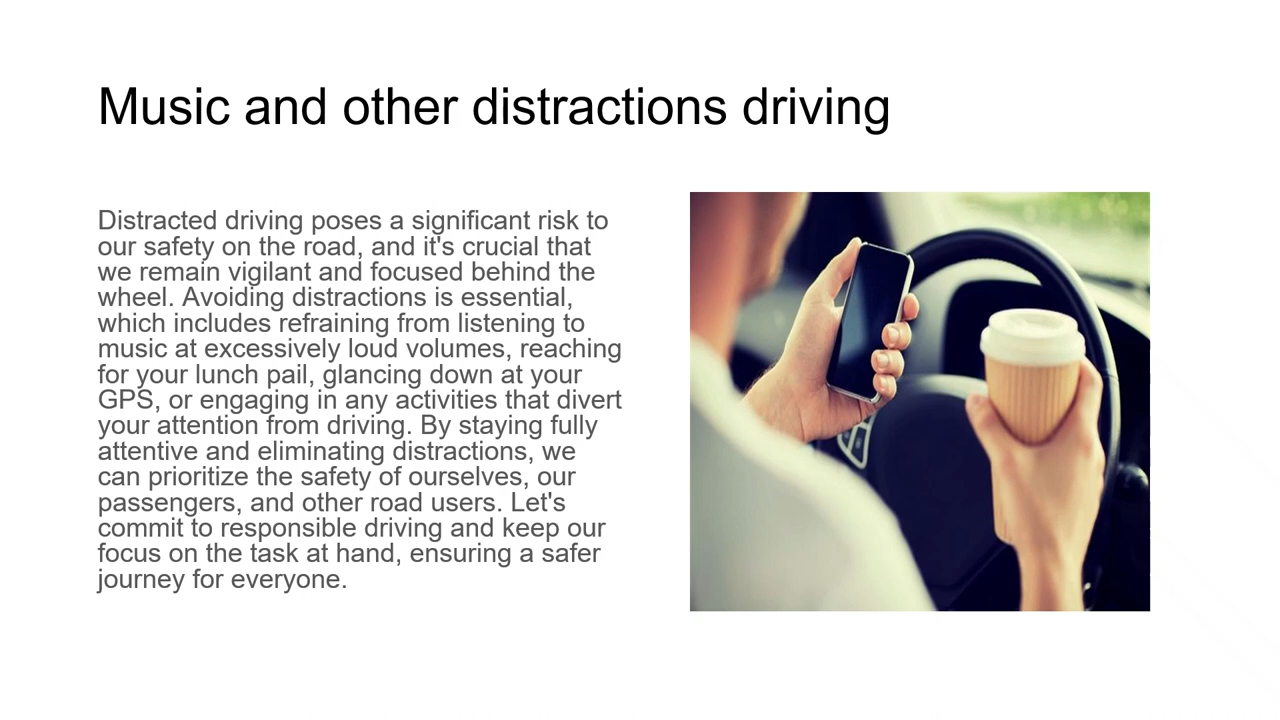 Music and other distractions driving
Distracted driving poses a significant risk to
our safety on the road, and it's crucial that
we remain vigilant and focused behind the
wheel. Avoiding distractions is essential,
which includes refraining from listening to
music at excessively loud volumes, reaching
for your lunch pail, glancing down at your
GPS, or engaging in any activities that divert
your attention from driving. By staying fully
attentive and eliminating distractions, we
can prioritize the safety of ourselves, our
passengers, and other road users. Let's
commit to responsible driving and keep our
focus on the task at hand, ensuring a safer
journey for everyone.